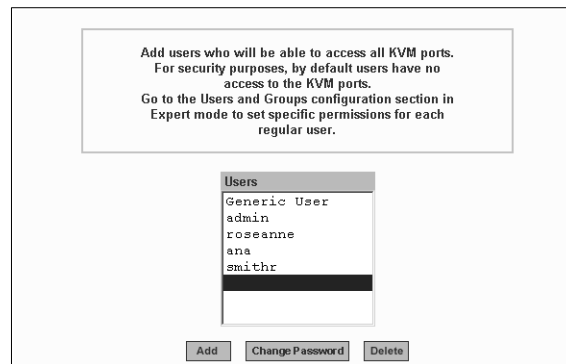 Add users who will be able to access all KVM ports.
For security purposes, by default users have no
access to the KVM ports.
Go to the Users and Groups configuration section in
Expert mode to set specific permissions for each
regular user.
Users
Generic User
admin
roseanne
ana
smithr
Add Change Password Delete